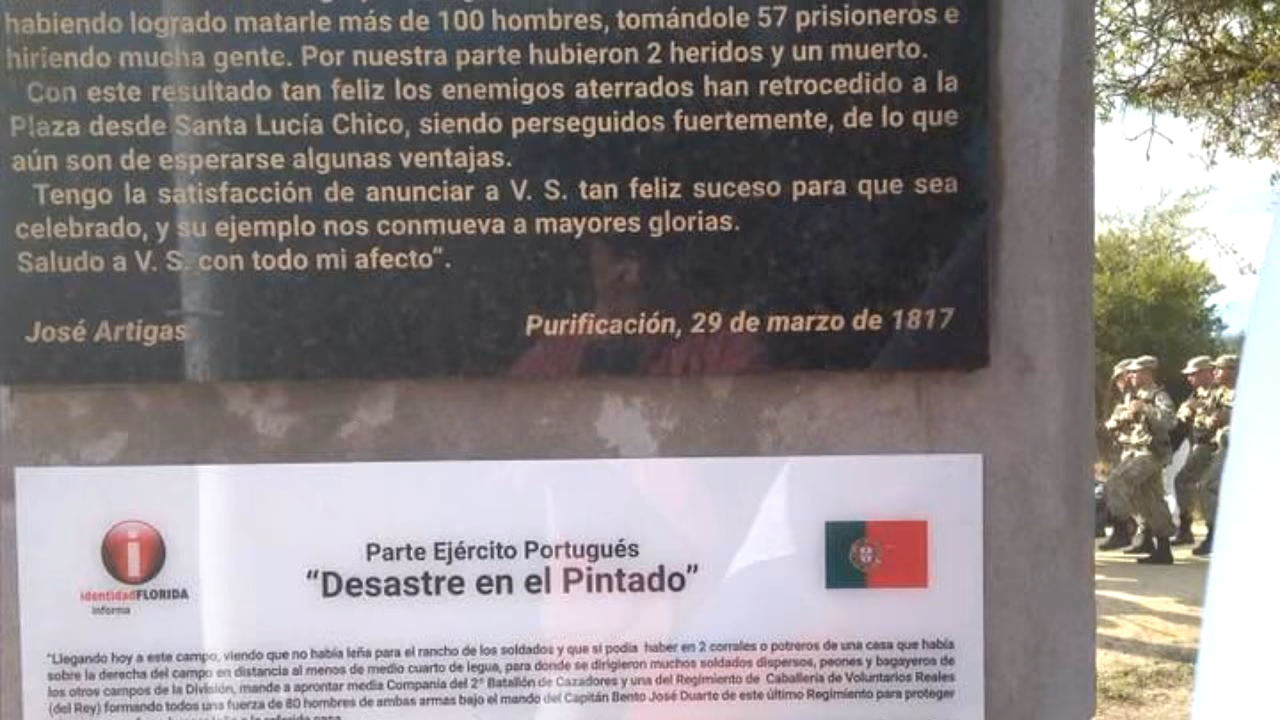 habiendo logrado matarle más de 100 hombres, tomándole 57 prisioneros e
hiriendo mucha gente. Por nuestra parte hubieron 2 heridos y un muerto.
Con este resultado tan feliz los enemigos aterrados han retrocedido a la
Plaza desde Santa Lucía Chico, siendo perseguidos fuertemente, de lo que
aún son de esperarse algunas ventajas.
Tengo la satisfacción de anunciar a V. S. tan feliz suceso para que sea
celebrado, y su ejemplo nos conmueva a mayores glorias.
Saludo a V. S. con todo mi afecto“.
José Artigas
Purificación, 29 de marzo de 1817
i
identidadFLORIDA
informa
Parte Ejército Portugués
“Desastre en el Pintado”
"Llegando hoy a este campo, viendo que no había leña para el rancho de los soldados y que si podía haber en 2 corrales o potreros de una casa que había
sobre la derecha del campo en distancia al menos de medio cuarto de legua, para donde se dirigieron muchos soldados dispersos, peones y bagayeros de
los otros campos de la División, mande a aprontar media Compania del 2° Batallón de Cazadores y una del Regimiento de Caballería de Voluntarios Reales
(del Rey) formando todos una fuerza de 80 hombres de ambas armas bajo el mando del Capitán Bento José Duarte de este último Regimiento para proteger